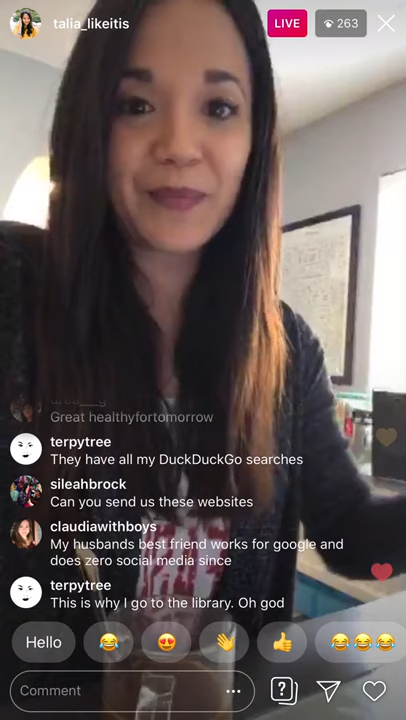 talia_likeitis
LIVE
263
Great healthyfortomorrow
terpytree
They have all my DuckDuckGo searches
sileahbrock
Can you send us these websites
claudiawithboys
My husbands best friend works for google and
does zero social media since
terpytree
This is why I go to the library. Oh god
Hello
Comment